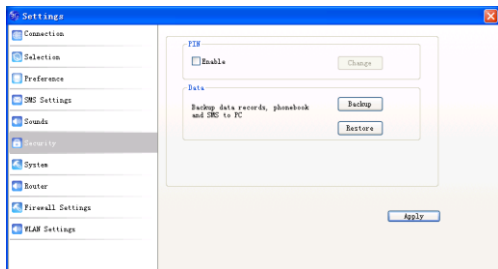 Settings
Connection
Selection
Preference
SMS Settings
Sounds
Security
System
Router
Firewall Settings
WLAN Settings
PIN
Enable
Change
Data
Backup data records, phonebook
and SMS to PC
Backup
Restore
Apply